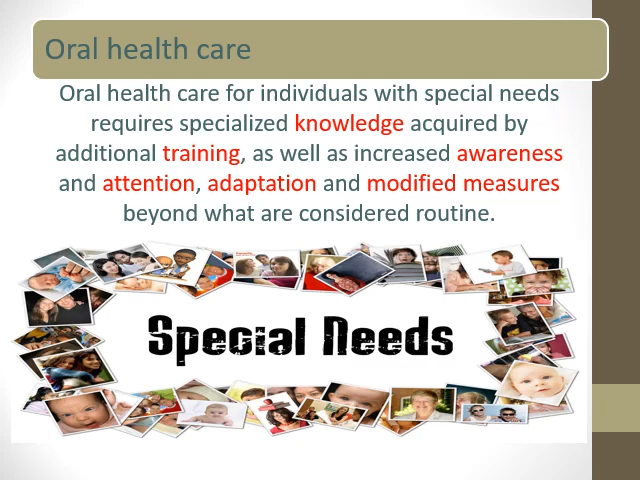 Oral health care
Oral health care for individuals with special needs
requires specialized knowledge acquired by
additional training, as well as increased awareness
and attention, adaptation and modified measures
beyond what are considered routine.
Special Needs